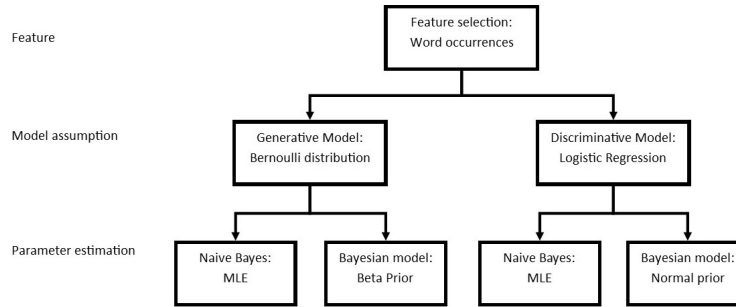 Feature
Feature selection:
Word occurrences
Model assumption
Generative Model:
Bernoulli distribution
Discriminative Model:
Logistic Regression
Parameter estimation
Naive Bayes:
MLE
Bayesian model:
Beta Prior
Naive Bayes:
MLE
Bayesian model:
Normal prior